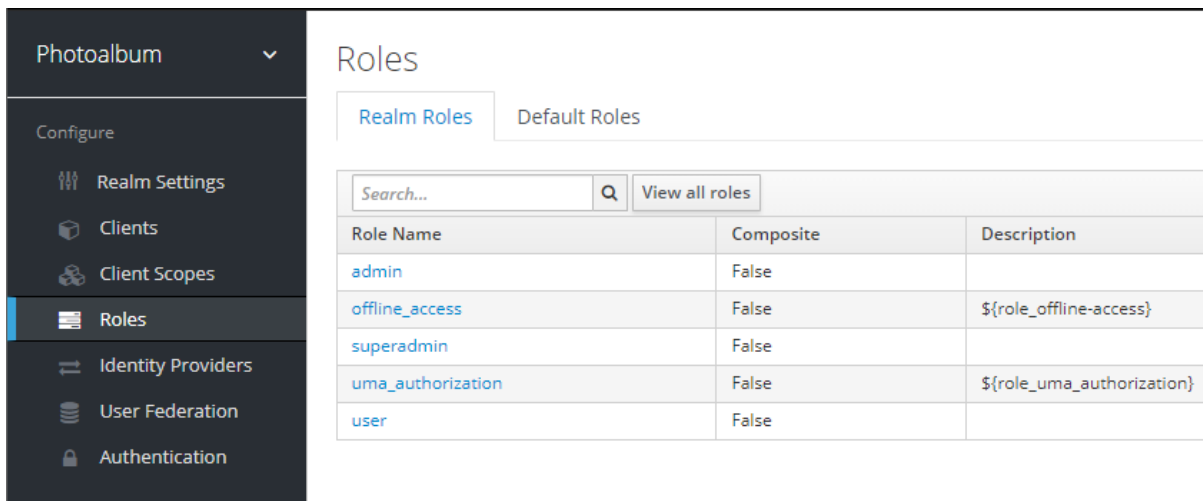 Photoalbum
Configure
Realm Settings
Clients
Client Scopes
Roles
Identity Providers
User Federation
Authentication
Roles
Realm Roles Default Roles
Search... View all roles
Role Name Composite Description
admin False
offline_access False ${role_offline-access}
superadmin False
uma_authorization False ${role_uma_authorization}
user False